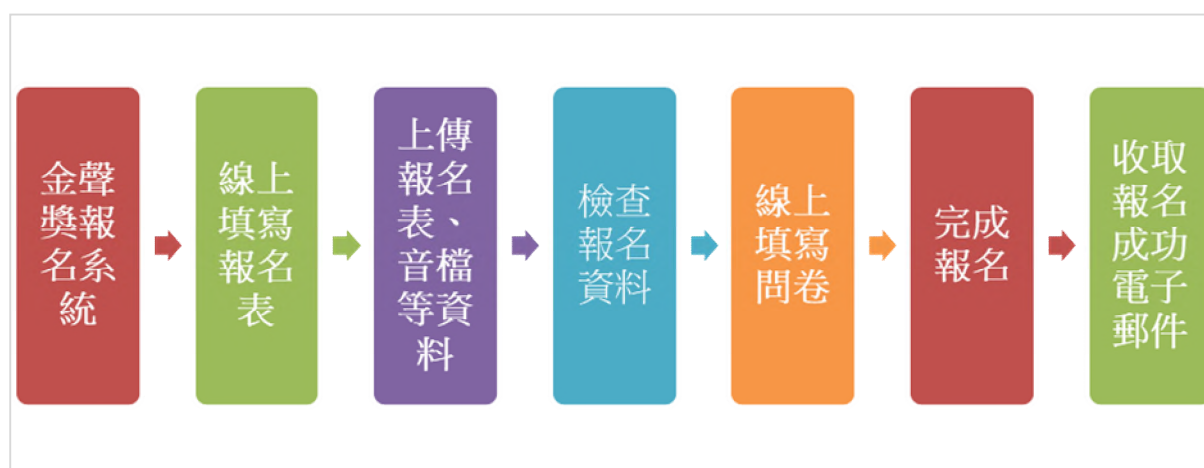 金聲
獎報
名系
統
線上
填寫
報名
表
上傳
報名
表、
音檔
等資
料
檢查
報名
資料
線上
填寫
問卷
完成
報名
收取
報名
成功
電子
郵件